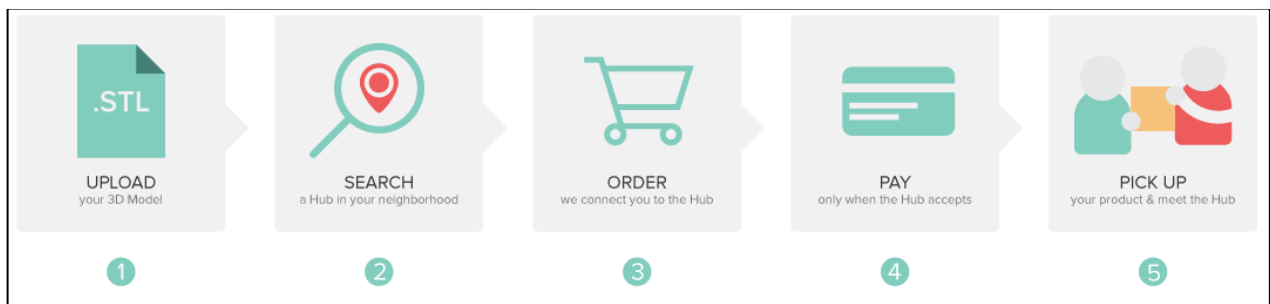 .STL
UPLOAD
your 3D Model
1
SEARCH
a Hub in your neighborhood
2
ORDER
we connect you to the Hub
3
PAY
only when the Hub accepts
4
PICK UP
your product & meet the Hub
5